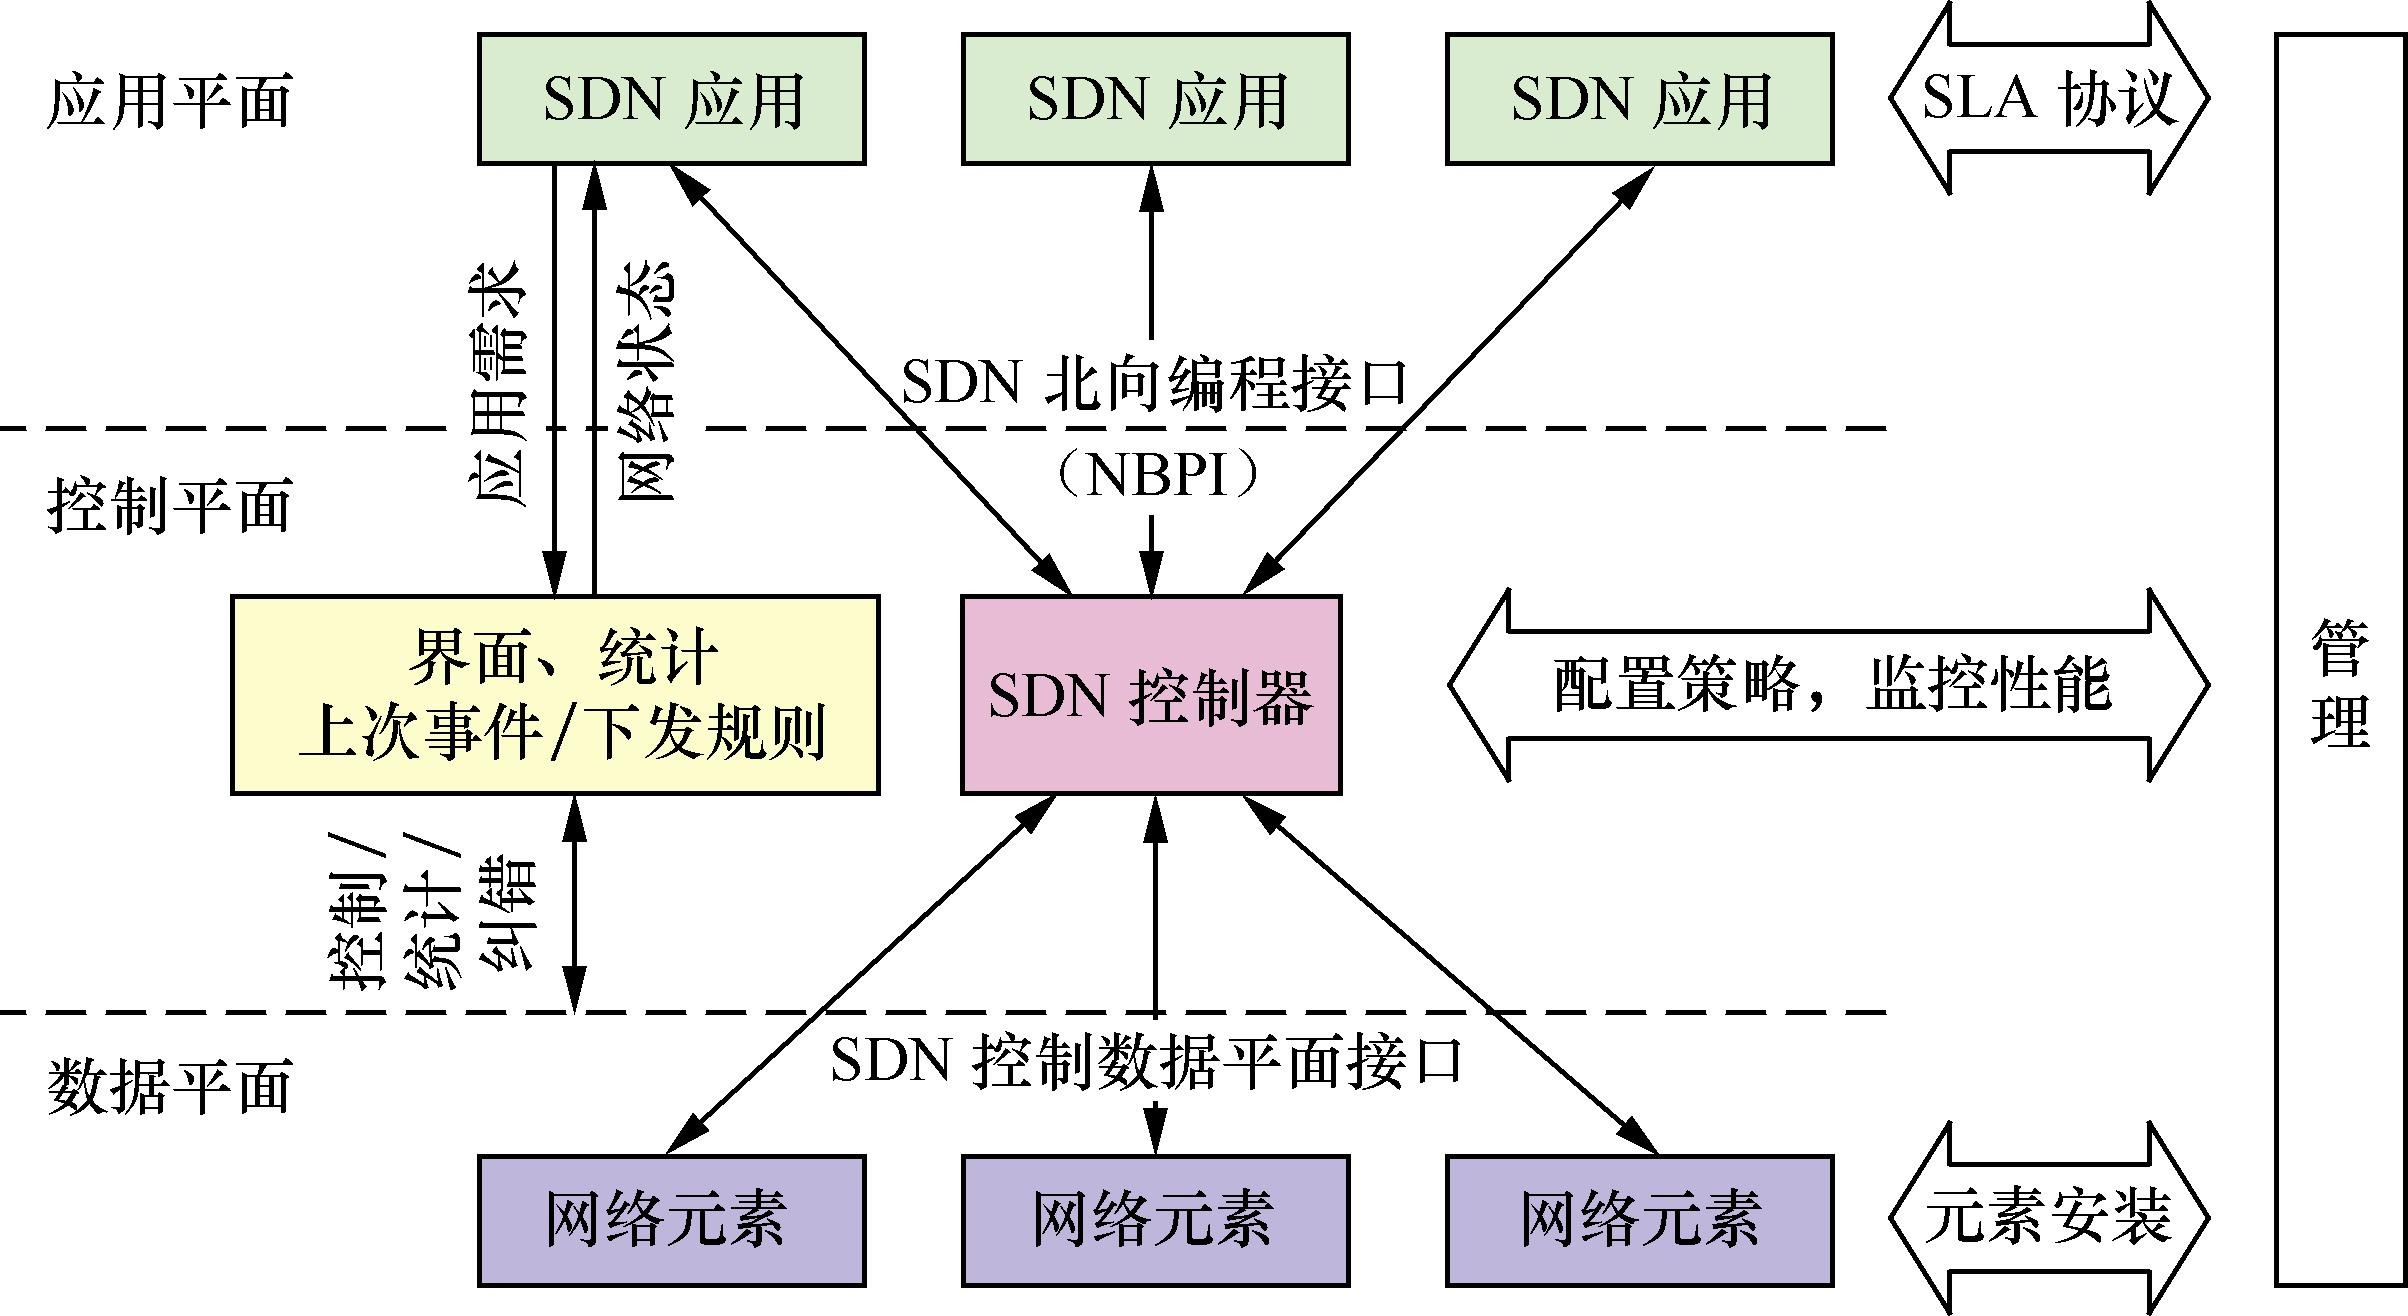 应用平面
SDN 应用
SDN 应用
SDN 应用
SLA 协议
应用需求
网络状态
SDN 北向编程接口
（NBPI）
控制平面
界面、统计
上次事件/下发规则
SDN 控制器
配置策略，监控性能
管理
控制/
统计/
纠错
SDN 控制数据平面接口
数据平面
网络元素
网络元素
网络元素
元素安装